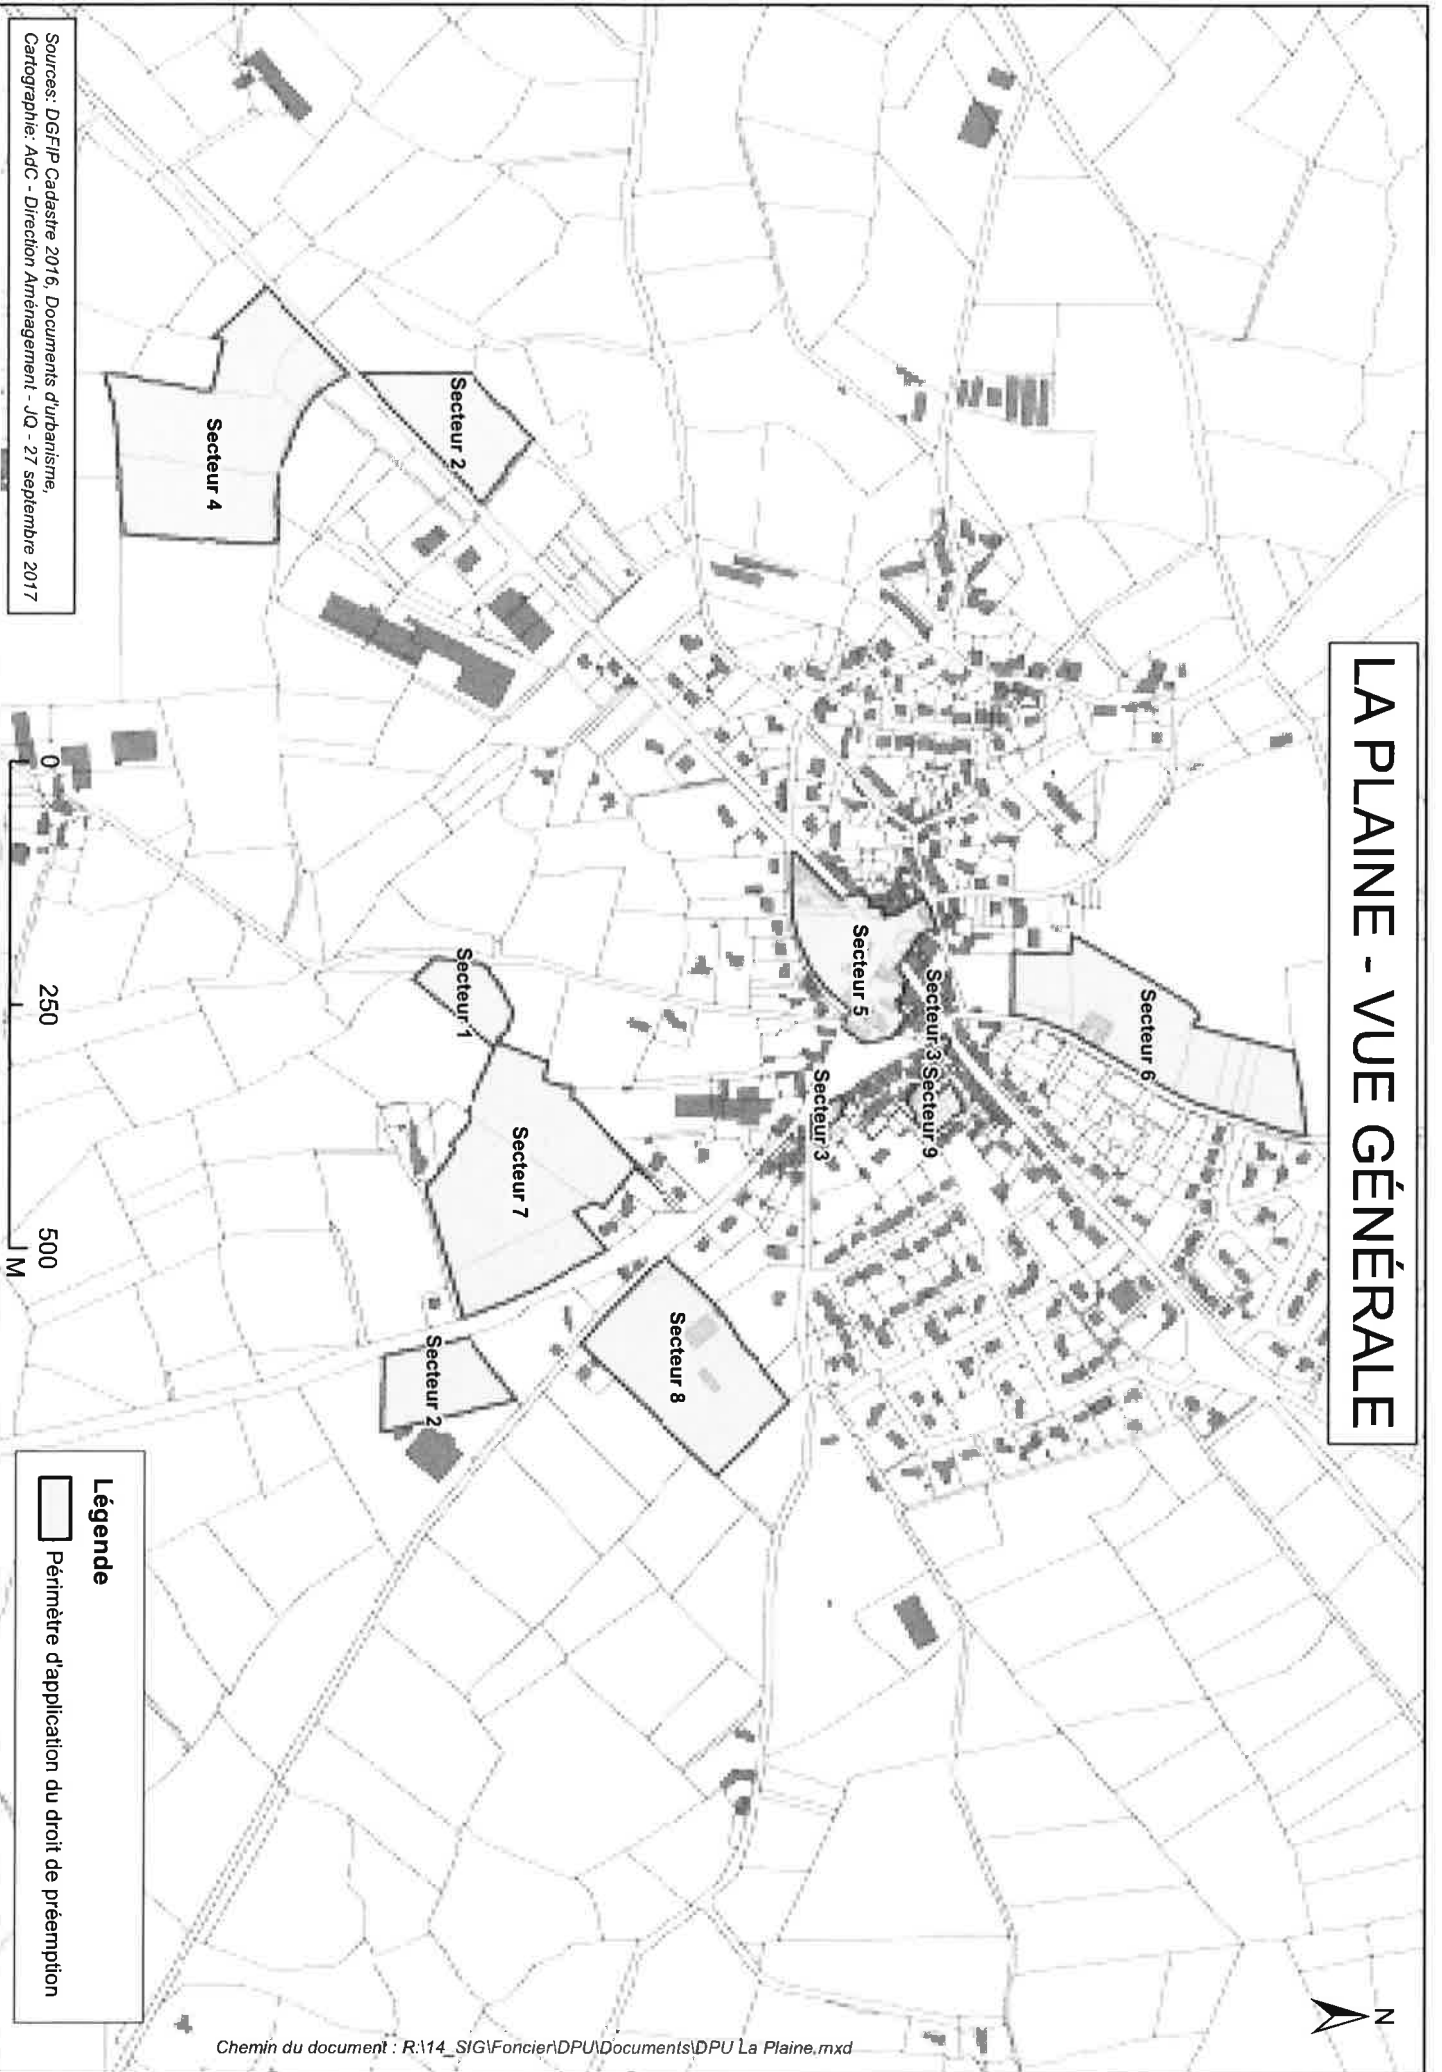 LA PLAINE - VUE GÉNÉRALE
N
Secteur 6
Secteur 3
Secteur 9
Secteur 5
Secteur 3
Secteur 8
Secteur 7
Secteur 1
Secteur 2
Secteur 2
Secteur 4
Sources: DGFIP Cadastre 2016, Documents d'urbanisme,
Cartographie: AdC - Direction Aménagement - JQ - 27 septembre 2017
0 250 500
M
Légende
Périmètre d'application du droit de préemption
Chemin du document : R:\14_SIG\Foncier\DPU\Documents\DPU La Plaine.mxd